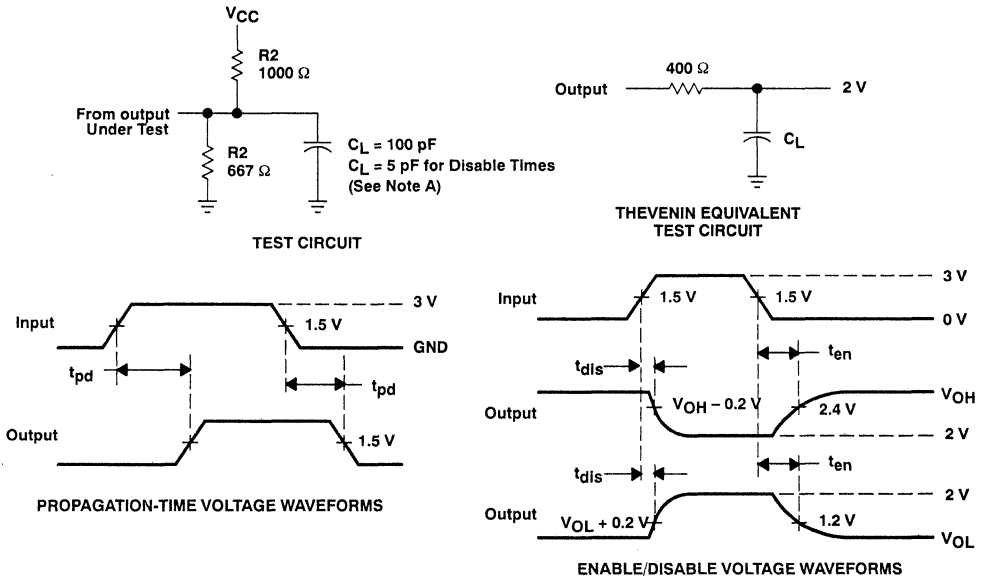 VCC
R2
1000 Ω
From output
Under Test
R2
667 Ω
CL = 100 pF
CL = 5 pF for Disable Times
(See Note A)
TEST CIRCUIT
400 Ω
Output
2 V
CL
THEVENIN EQUIVALENT
TEST CIRCUIT
Input
3 V
1.5 V
GND
tpd
tpd
Output
1.5 V
PROPAGATION-TIME VOLTAGE WAVEFORMS
Input
3 V
1.5 V
1.5 V
0 V
tdis
ten
Output
VOH
VOH – 0.2 V
2.4 V
2 V
tdis
ten
Output
2 V
VOL + 0.2 V
1.2 V
VOL
ENABLE/DISABLE VOLTAGE WAVEFORMS